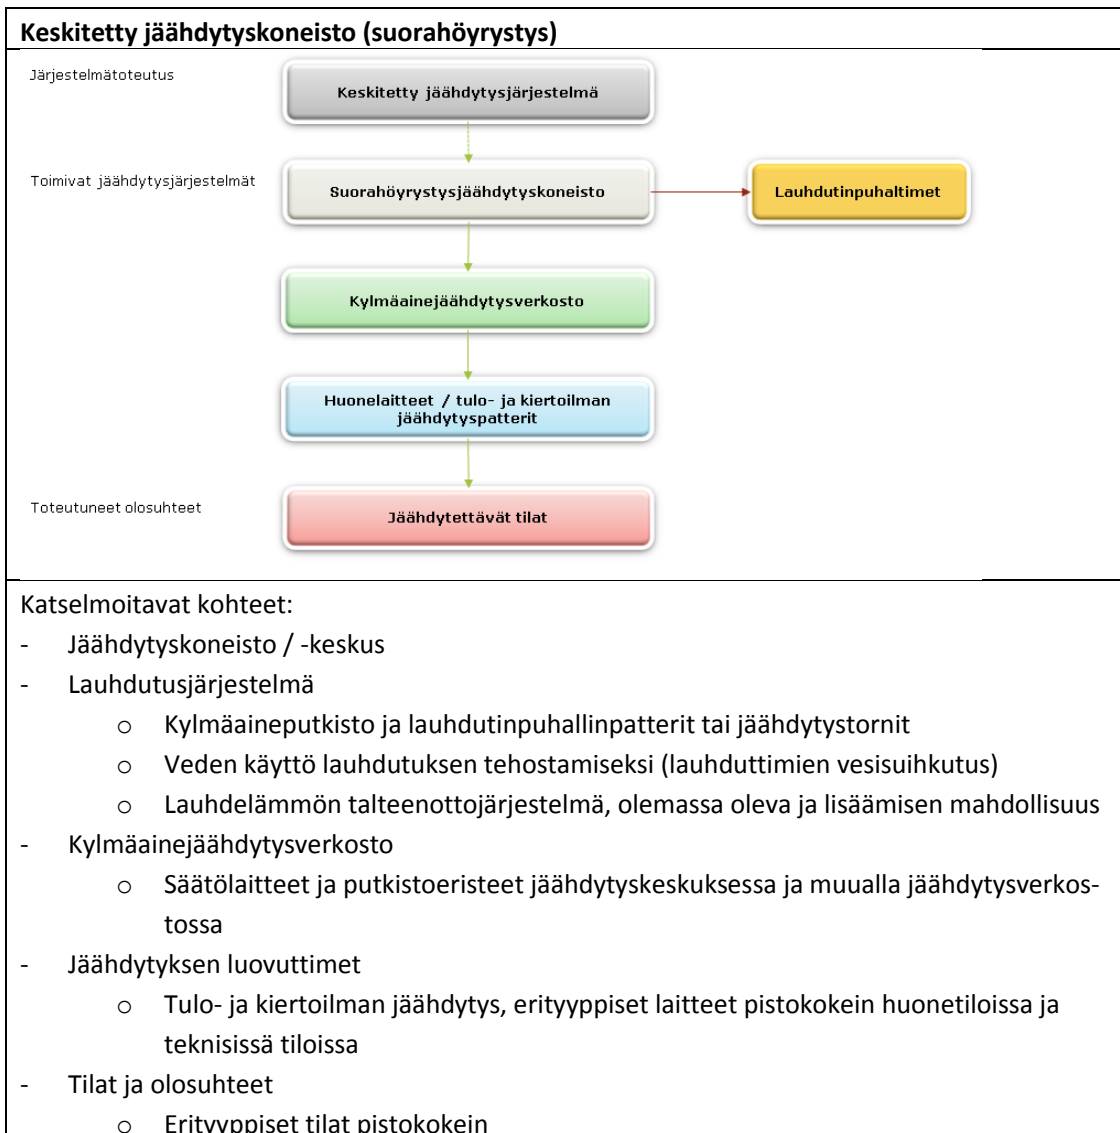 Keskitetty jäähdytyskoneisto (suorahöyrystys)
Järjestelmätoteutus
Keskitetty jäähdytysjärjestelmä
Toimivat jäähdytysjärjestelmät
Suorahöyrystysjäähdytyskoneisto
Lauhdutinpuhaltimet
Kylmäainejäähdytysverkosto
Huonelaitteet / tulo- ja kiertoilman
jäähdytyspatterit
Toteutuneet olosuhteet
Jäähdytettävät tilat
Katselmoitavat kohteet:
- Jäähdytyskoneisto / -keskus
- Lauhdutusjärjestelmä
o Kylmäaineputkisto ja lauhdutinpuhallinpatterit tai jäähdytystornit
o Veden käyttö lauhdutuksen tehostamiseksi (lauhduttimien vesisuihkutus)
o Lauhdelämmön talteenottojärjestelmä, olemassa oleva ja lisäämisen mahdollisuus
- Kylmäainejäähdytysverkosto
o Säätölaitteet ja putkistoeristeet jäähdytyskeskuksessa ja muualla jäähdytysverkos-
tossa
- Jäähdytyksen luovuttimet
o Tulo- ja kiertoilman jäähdytys, erityyppiset laitteet pistokokein huonetiloissa ja
teknisissä tiloissa
- Tilat ja olosuhteet
o Erityyppiset tilat pistokokein